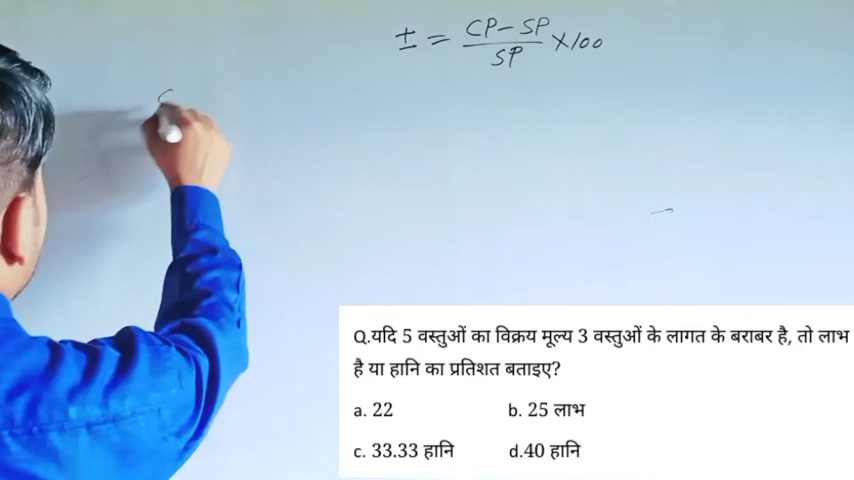 ± = CP - SP / SP × 100
Q.यदि 5 वस्तुओं का विक्रय मूल्य 3 वस्तुओं के लागत के बराबर है, तो लाभ
है या हानि का प्रतिशत बताइए?
a. 22 b. 25 लाभ
c. 33.33 हानि d.40 हानि